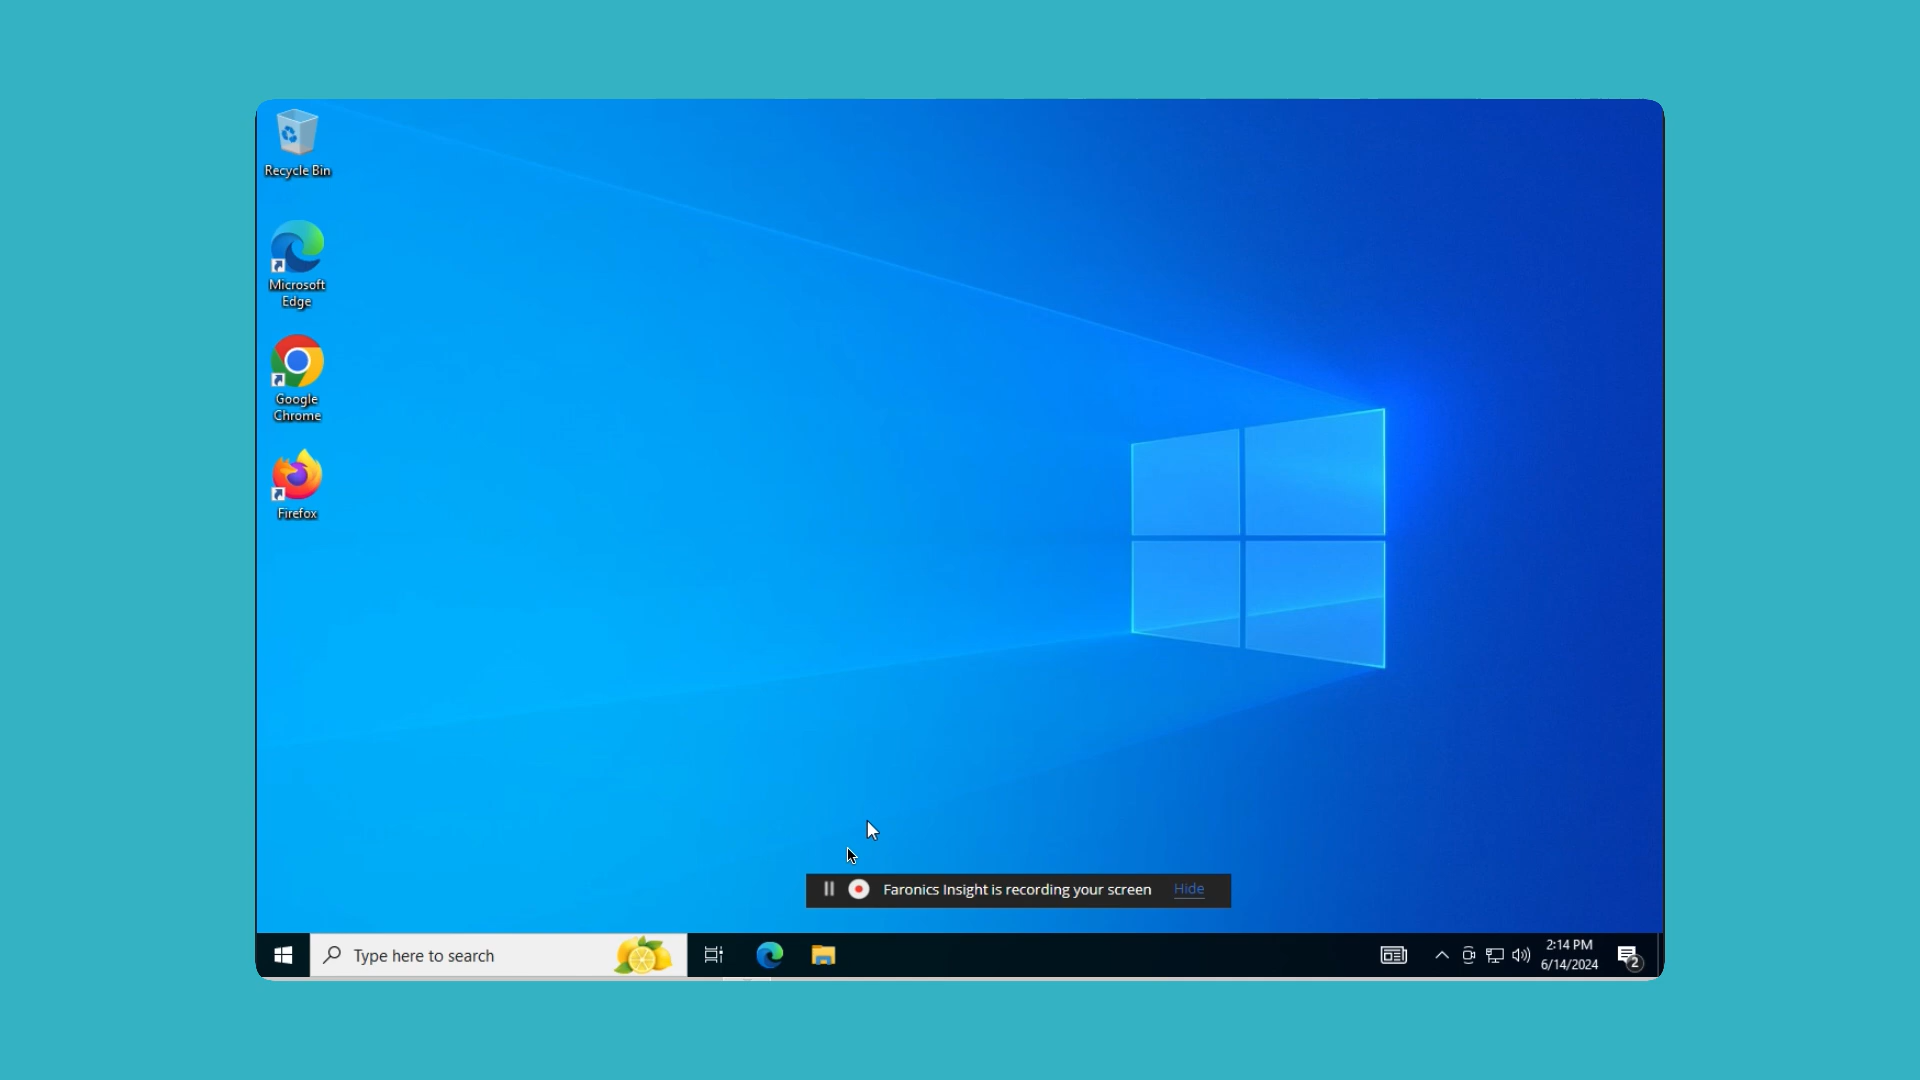 Recycle Bin
Microsoft
Edge
Google
Chrome
Firefox
Faronics Insight is recording your screen Hide
Type here to search
2:14 PM
6/14/2024
2